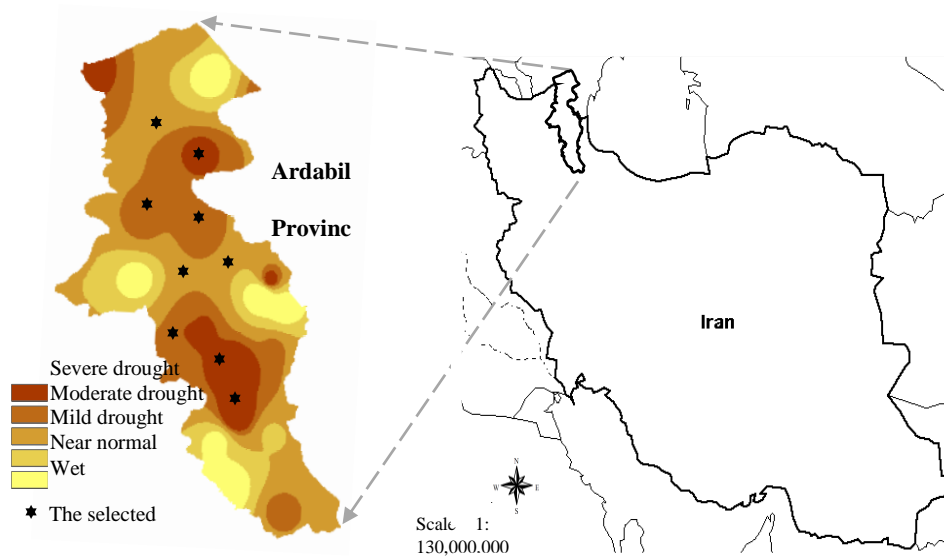 Ardabil
Provinc
Severe drought
Moderate drought
Mild drought
Near normal
Wet
The selected
Iran
N
W E
S
Scale 1:
130,000.000